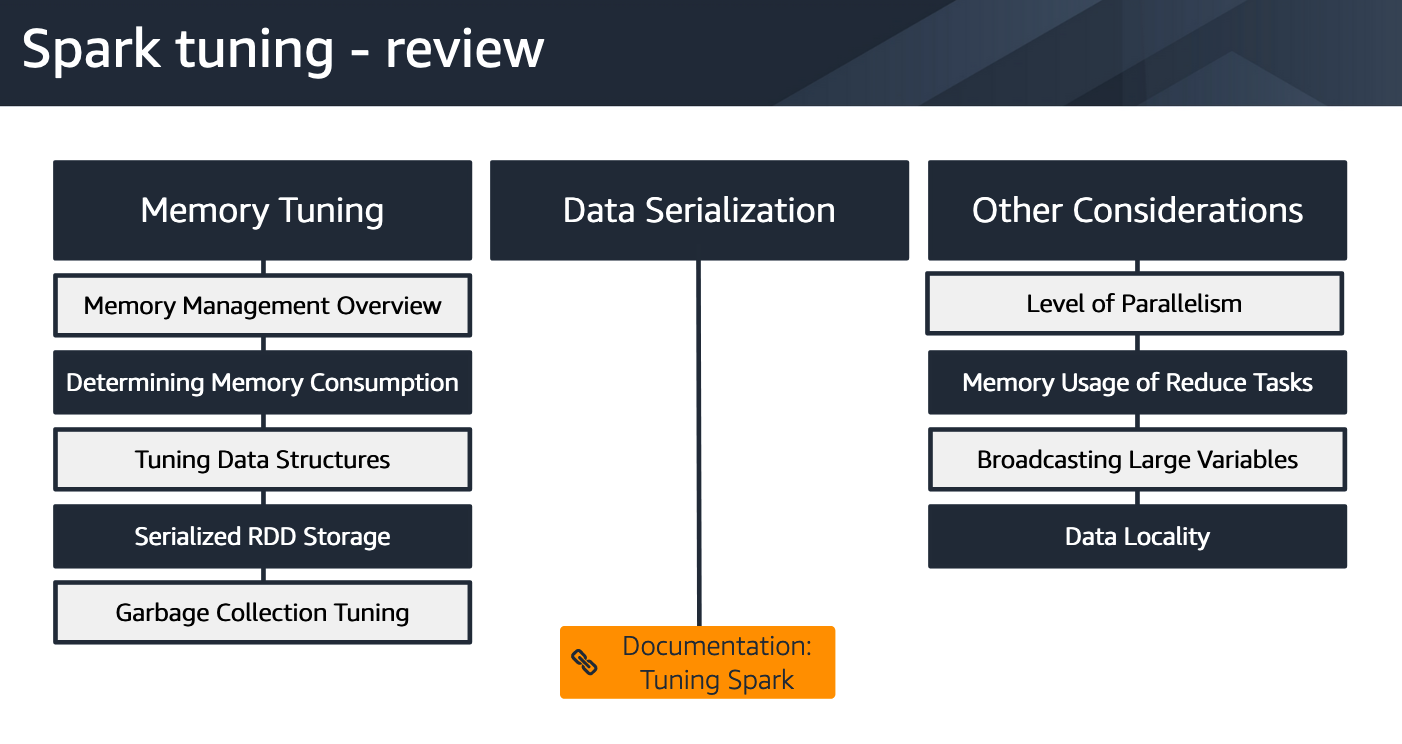 Spark tuning - review
Memory Tuning
Memory Management Overview
Determining Memory Consumption
Tuning Data Structures
Serialized RDD Storage
Garbage Collection Tuning
Data Serialization
Documentation:
Tuning Spark
Other Considerations
Level of Parallelism
Memory Usage of Reduce Tasks
Broadcasting Large Variables
Data Locality